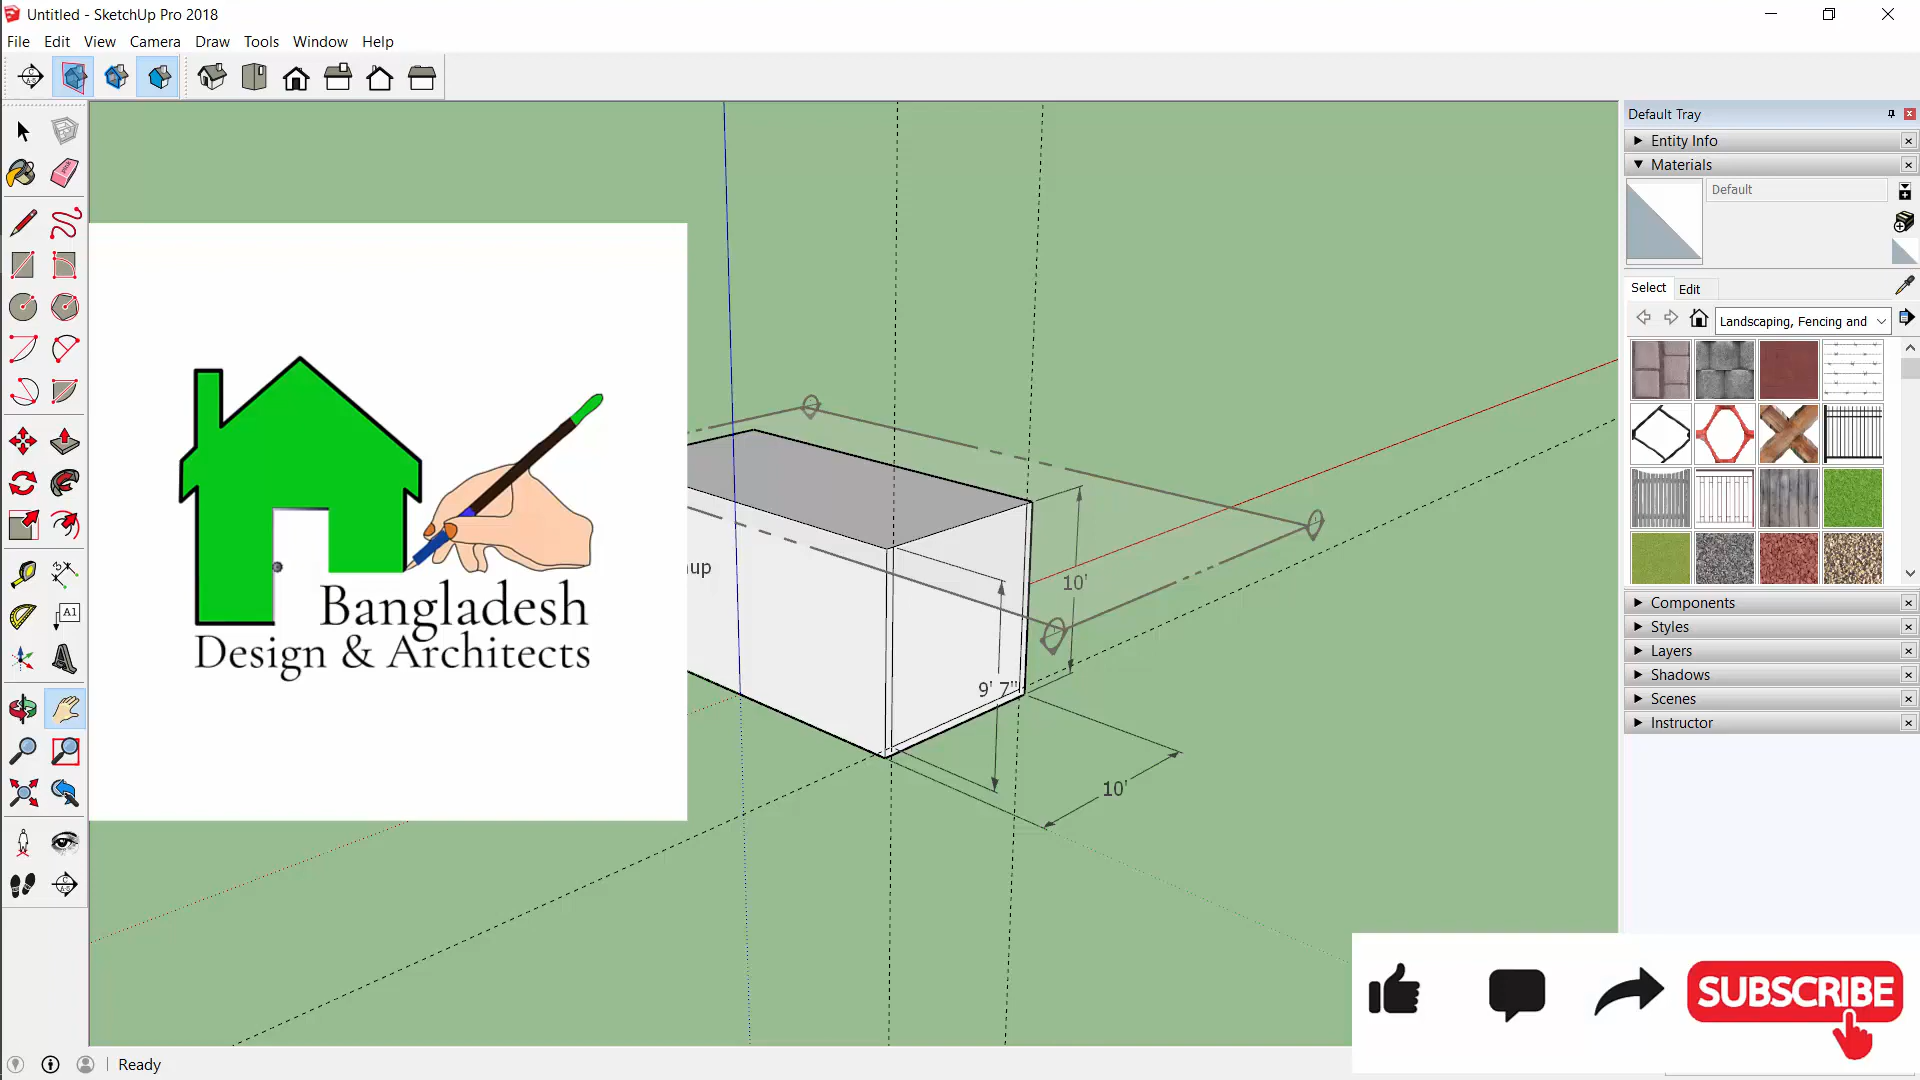 Untitled - SketchUp Pro 2018
File Edit View Camera Draw Tools Window Help
Default Tray
Entity Info
Materials
Default
Select Edit
Landscaping, Fencing and
Components
Styles
Layers
Shadows
Scenes
Instructor
A1
up
10'
9' 7"
10'
Bangladesh
Design & Architects
SUBSCRIBE
Ready